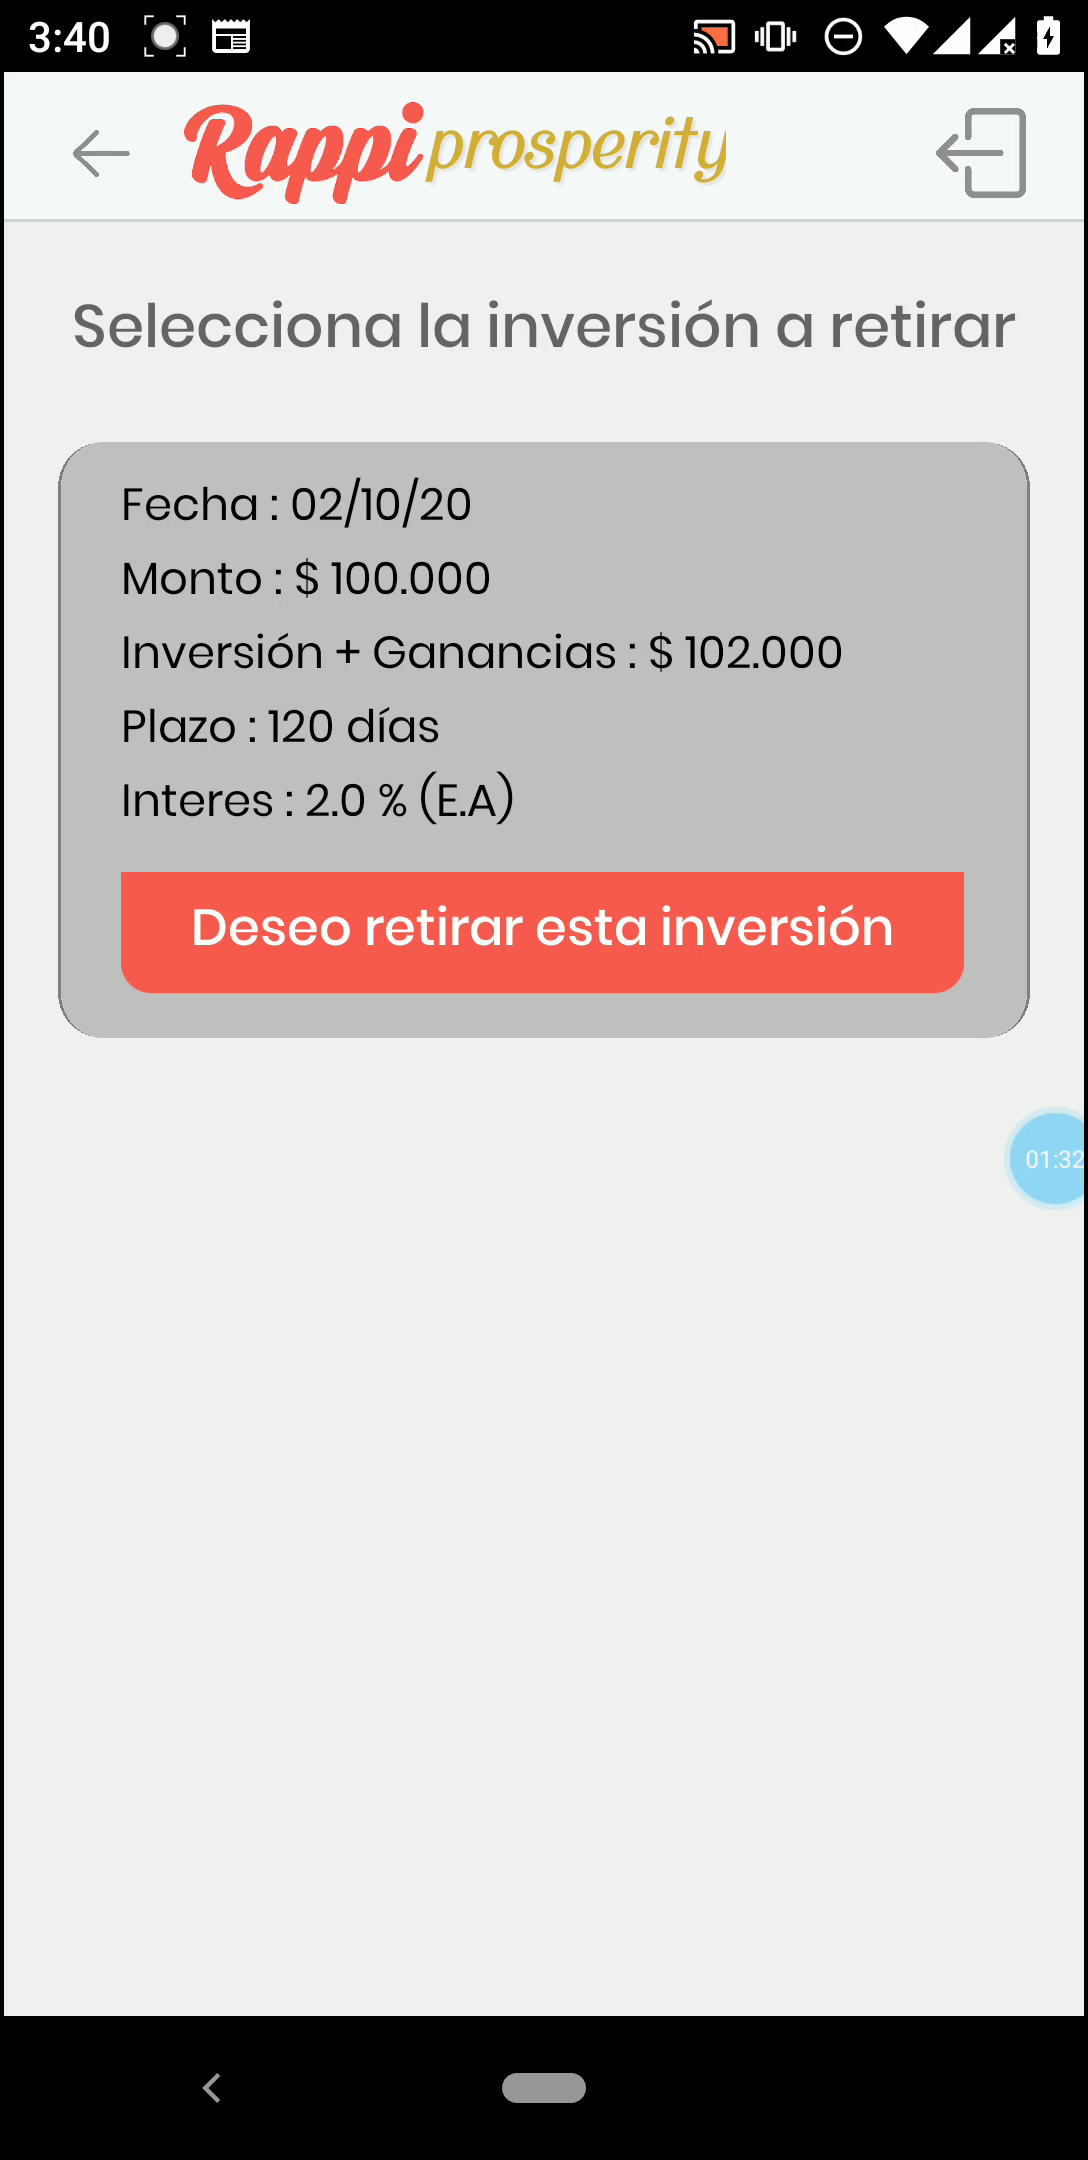 3:40
Rappi prosperity
Selecciona la inversión a retirar
Fecha : 02/10/20
Monto : $ 100.000
Inversión + Ganancias : $ 102.000
Plazo : 120 días
Interes : 2.0 % (E.A)
Deseo retirar esta inversión
01:32